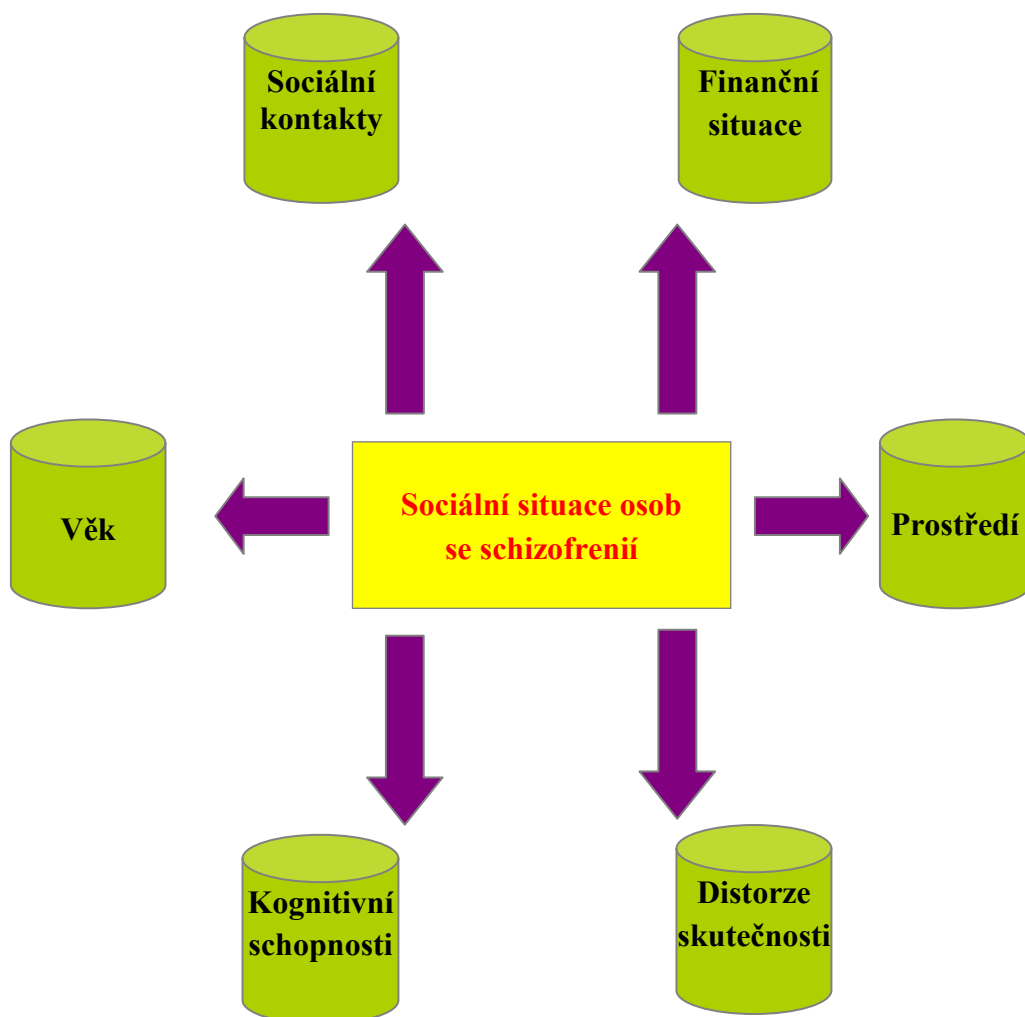 Sociální
kontakty
Finanční
situace
Věk
Sociální situace osob
se schizofrenií
Prostředí
Kognitivní
schopnosti
Distorze
skutečnosti